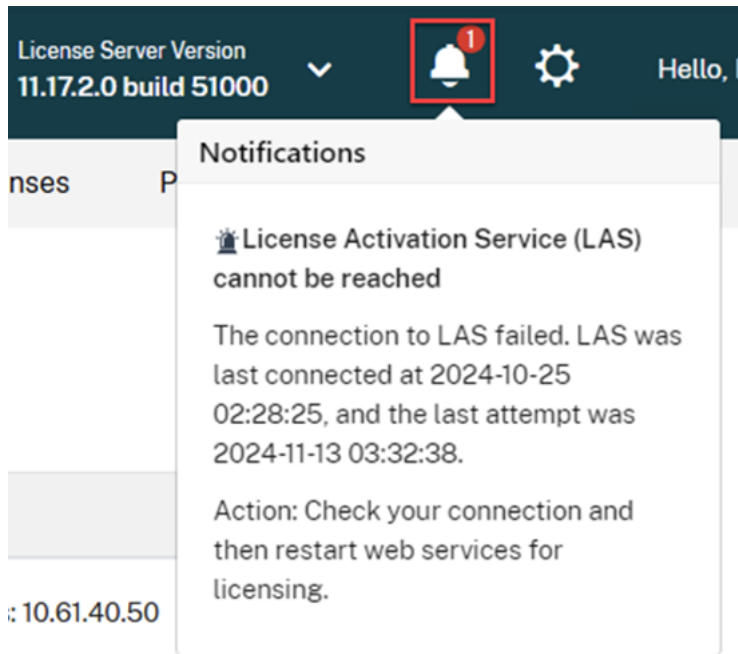 License Server Version
11.17.2.0 build 51000
1
Hello,
Notifications
nses
P
License Activation Service (LAS)
cannot be reached
The connection to LAS failed. LAS was
last connected at 2024-10-25
02:28:25, and the last attempt was
2024-11-13 03:32:38.
Action: Check your connection and
then restart web services for
licensing.
: 10.61.40.50